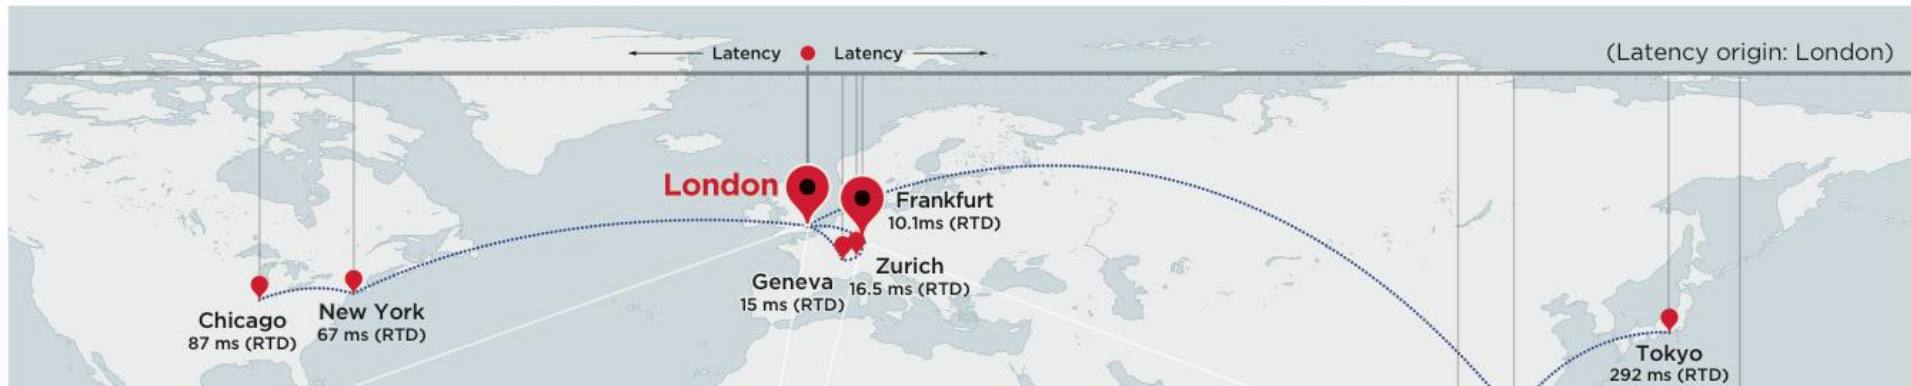 Latency Latency
(Latency origin: London)
London
Frankfurt
10.1ms (RTD)
Geneva
15 ms (RTD)
Zurich
16.5 ms (RTD)
Chicago
87 ms (RTD)
New York
67 ms (RTD)
Tokyo
292 ms (RTD)